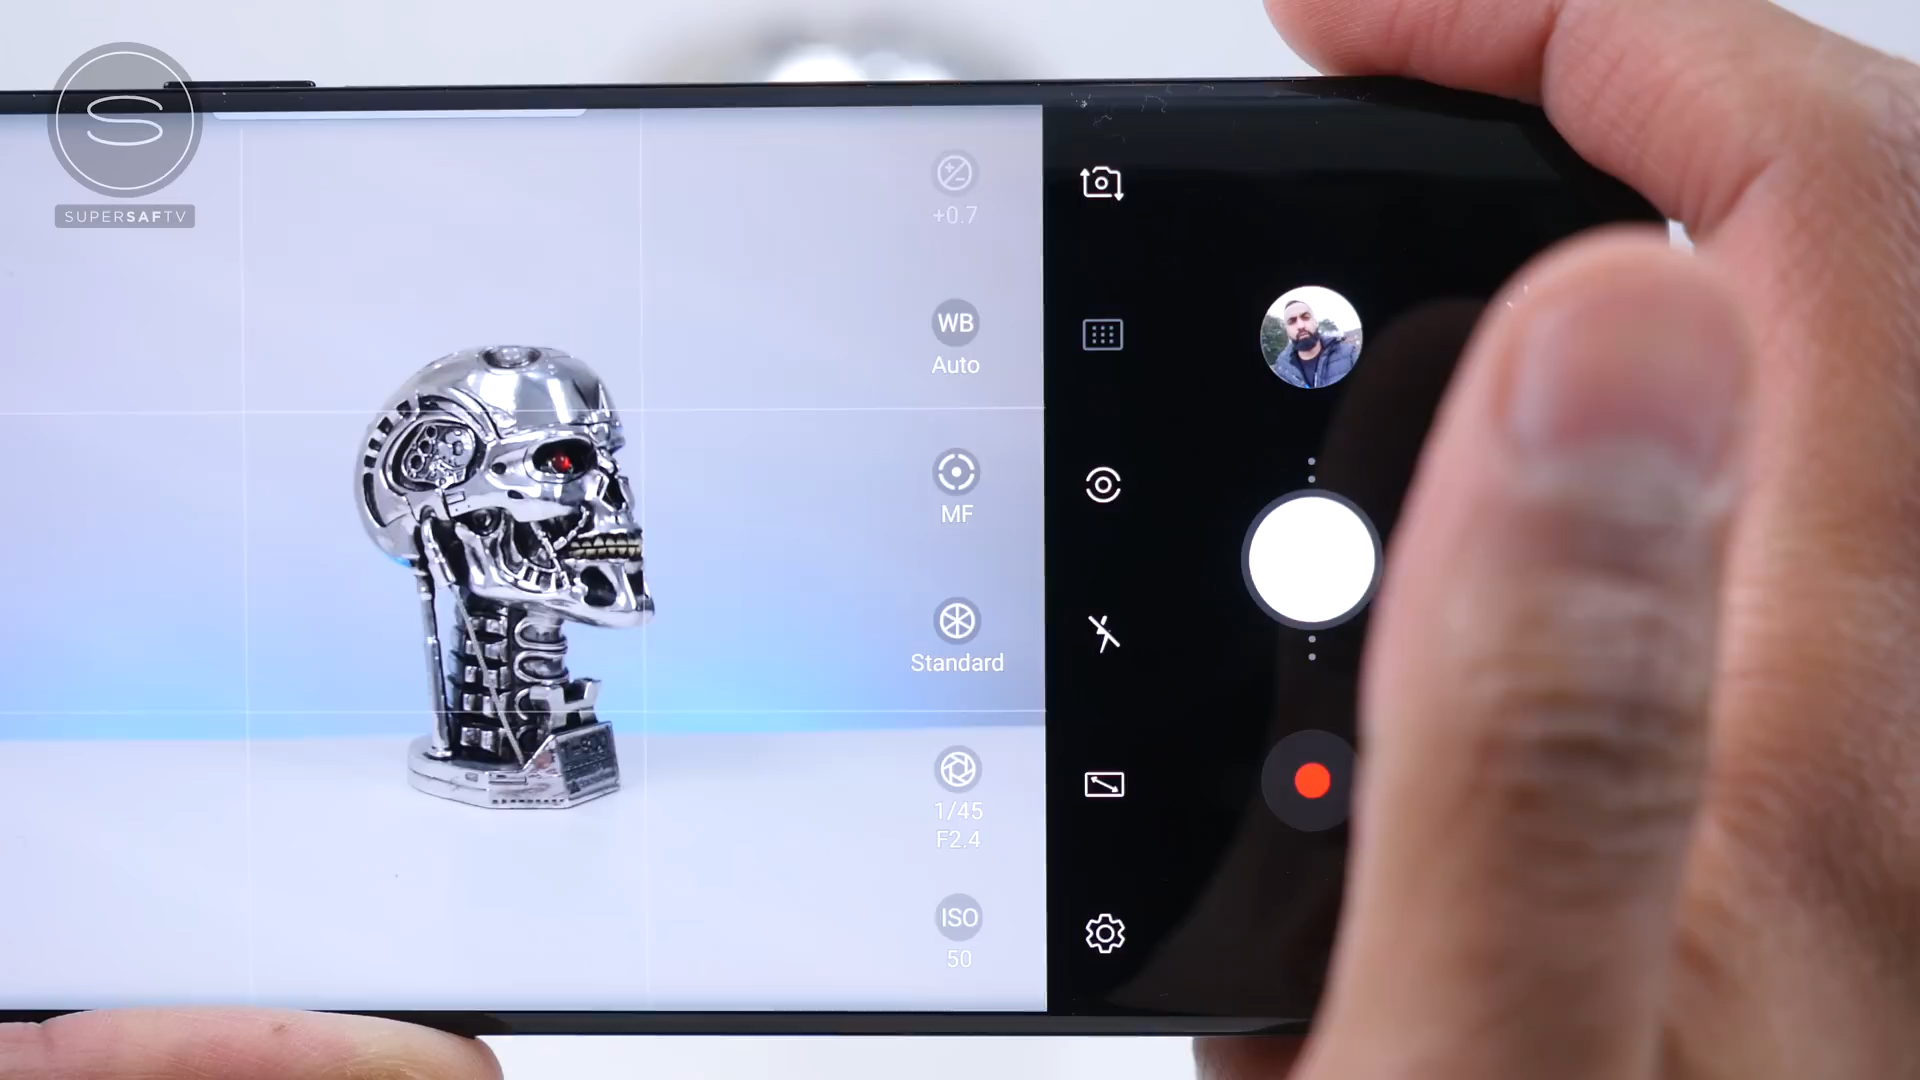 SUPERSAFTV
+0.7
WB
Auto
MF
Standard
1/45
F2.4
ISO
50